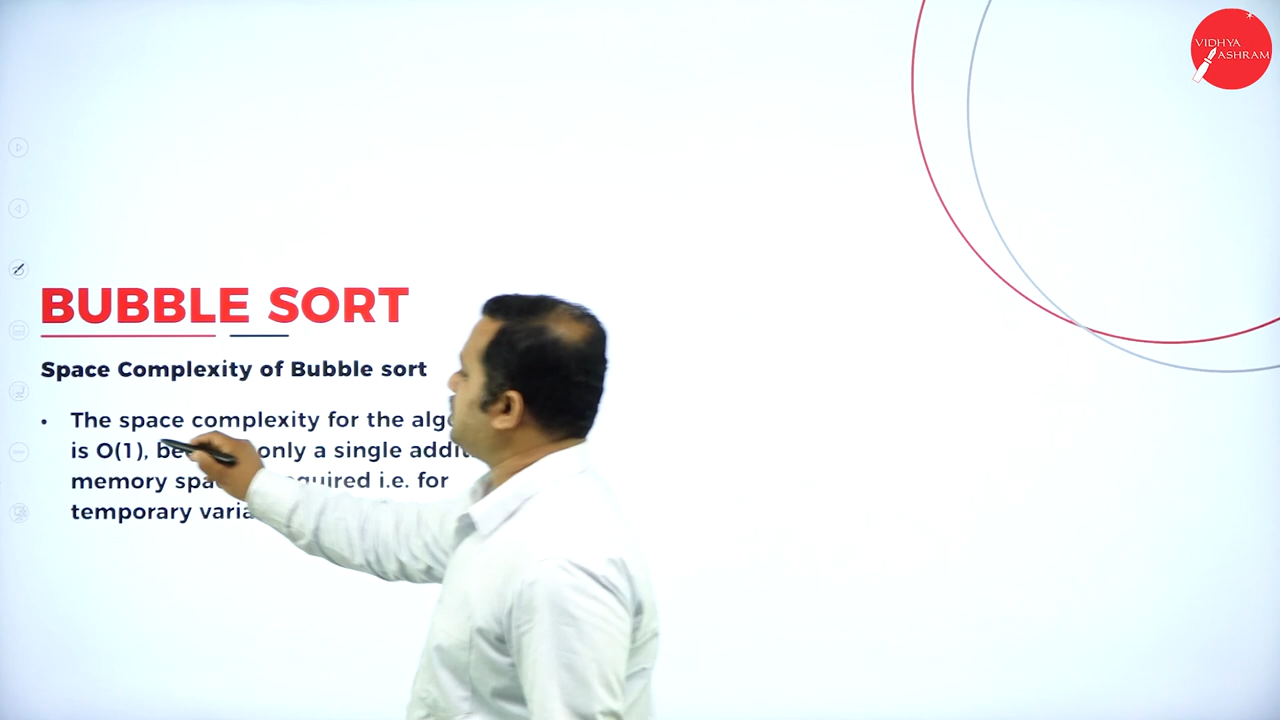 VIDHYA
ASHRAM
BUBBLE SORT
Space Complexity of Bubble sort
• The space complexity for the
is O(1), only a single
memory i.e. for
temporary